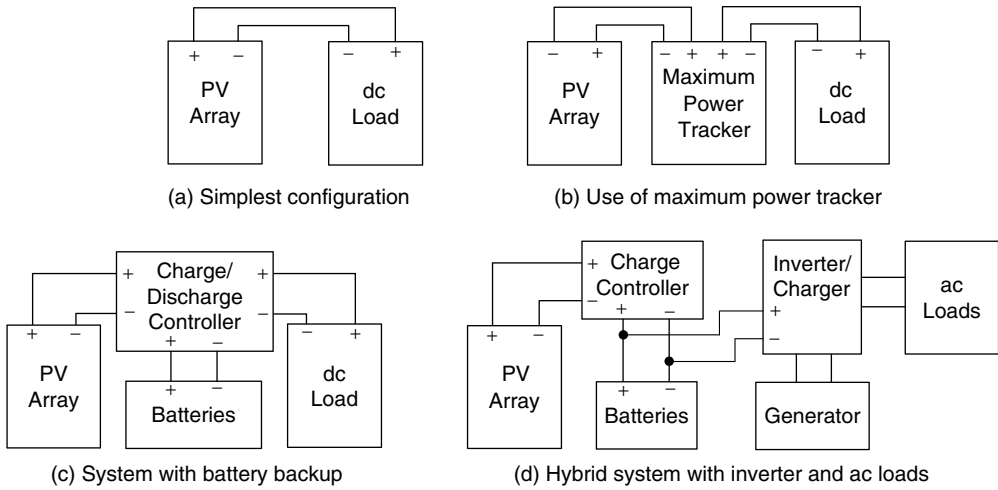 + − − +
PV
Array
dc
Load
(a) Simplest configuration
− + − + + − − +
PV
Array
Maximum
Power
Tracker
dc
Load
(b) Use of maximum power tracker
+ +
− −
+ −
Charge/
Discharge
Controller
+ −
PV
Array
+ −
Batteries
− +
dc
Load
(c) System with battery backup
+
−
Charge
Controller
+ −
+ −
PV
Array
+ −
Batteries
Inverter/
Charger
+
−
Generator
ac
Loads
(d) Hybrid system with inverter and ac loads